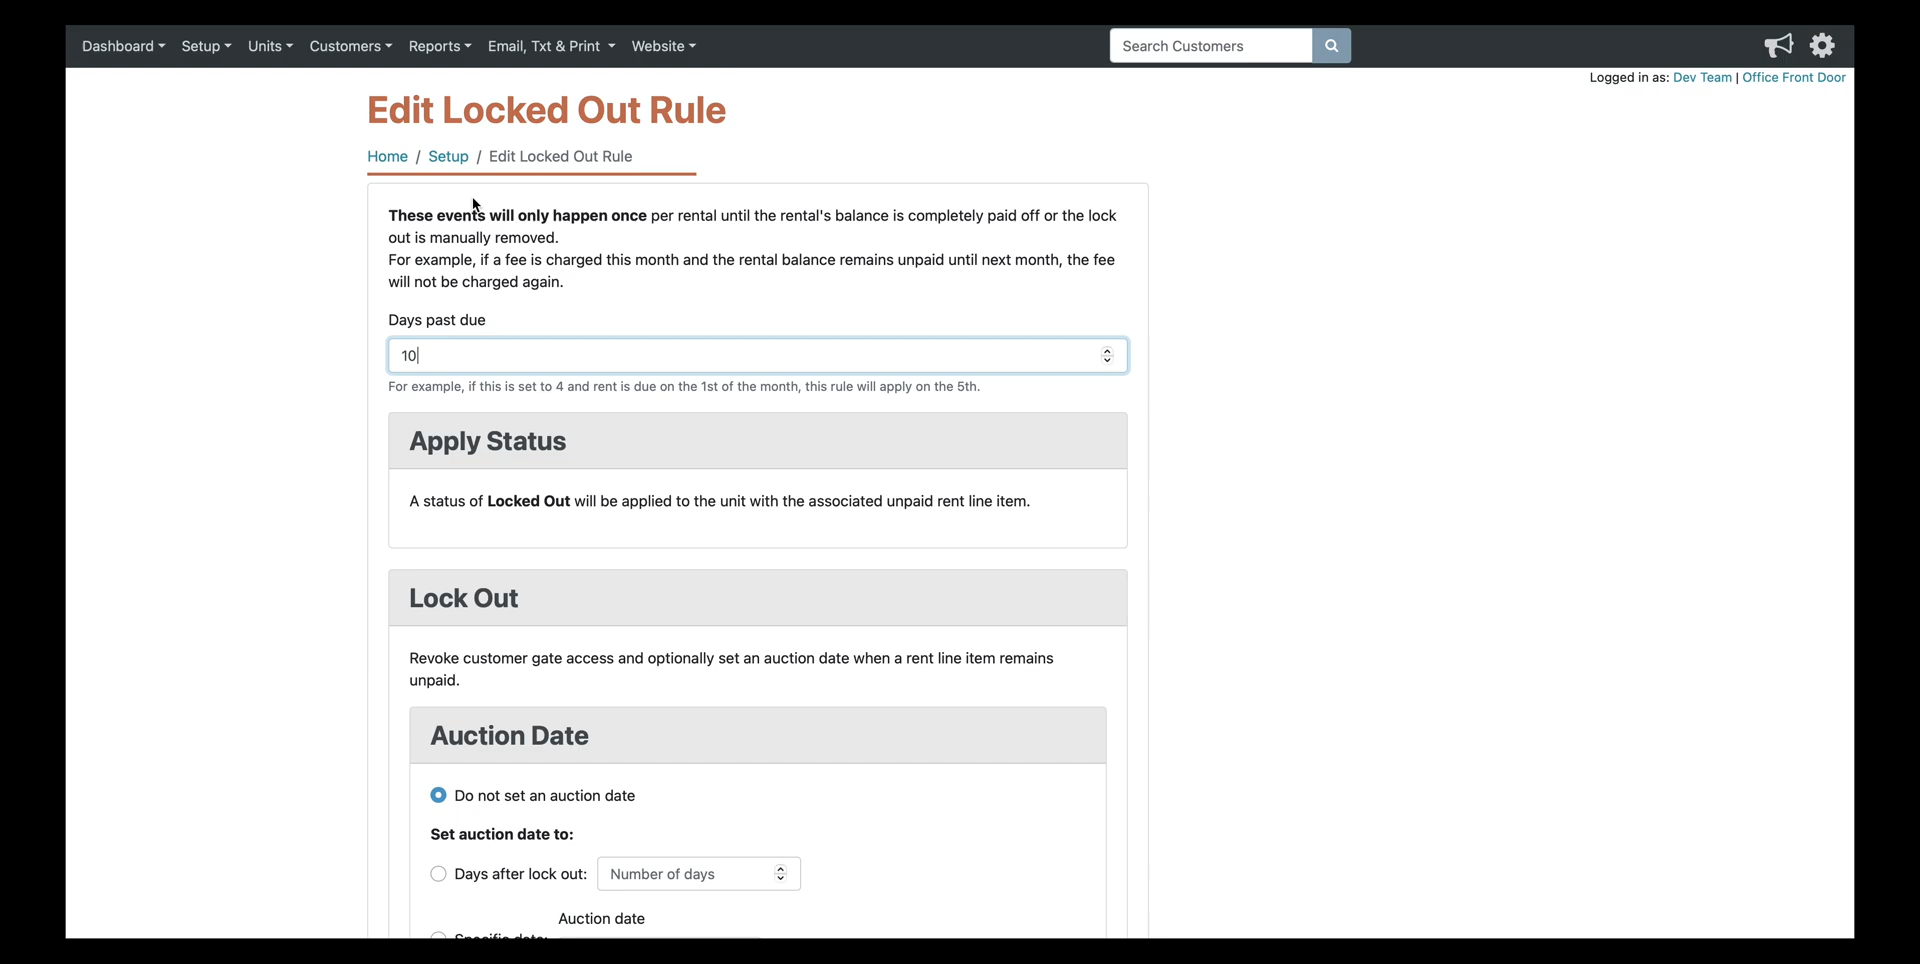 Dashboard Setup Units Customers Reports Email, Txt & Print Website Search Customers
Logged in as: Dev Team | Office Front Door
Edit Locked Out Rule
Home / Setup / Edit Locked Out Rule
These events will only happen once per rental until the rental's balance is completely paid off or the lock
out is manually removed.
For example, if a fee is charged this month and the rental balance remains unpaid until next month, the fee
will not be charged again.
Days past due
10
For example, if this is set to 4 and rent is due on the 1st of the month, this rule will apply on the 5th.
Apply Status
A status of Locked Out will be applied to the unit with the associated unpaid rent line item.
Lock Out
Revoke customer gate access and optionally set an auction date when a rent line item remains
unpaid.
Auction Date
Do not set an auction date
Set auction date to:
Days after lock out: Number of days
Auction date
Specific date: